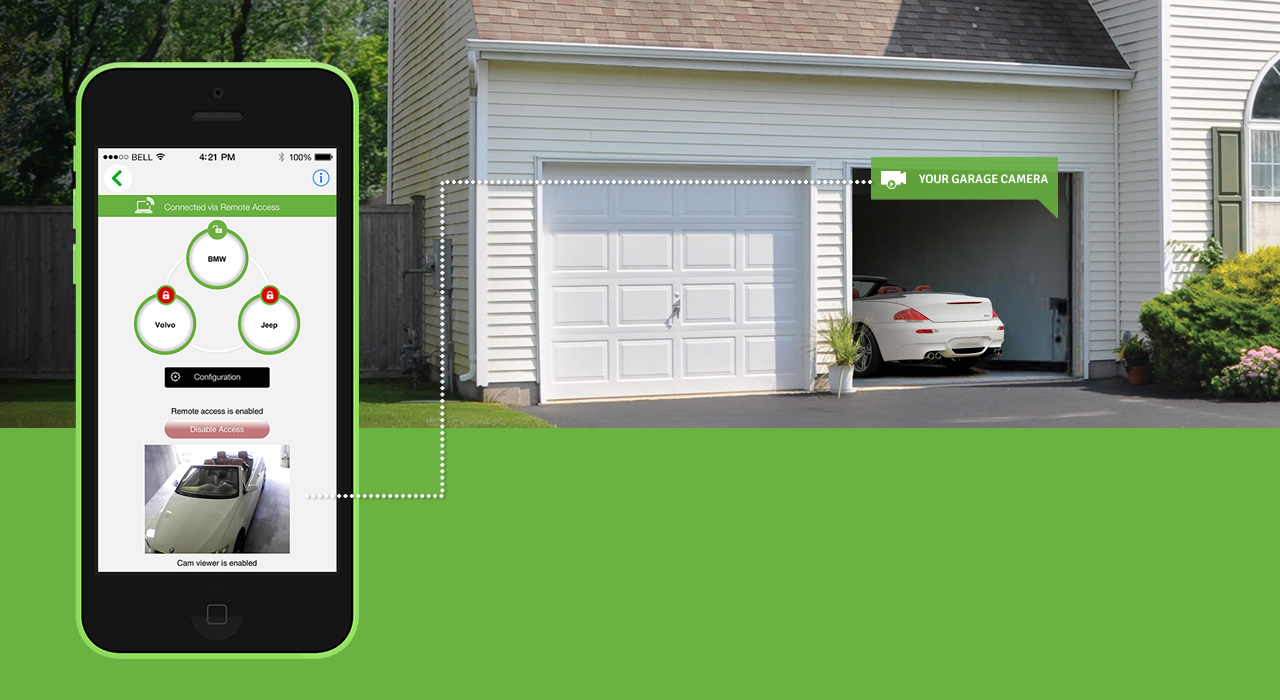 BELL
4:21 PM
100%
Connected via Remote Access
BMW
Volvo
Jeep
Configuration
Remote access is enabled
Disable Access
Cam viewer is enabled
YOUR GARAGE CAMERA